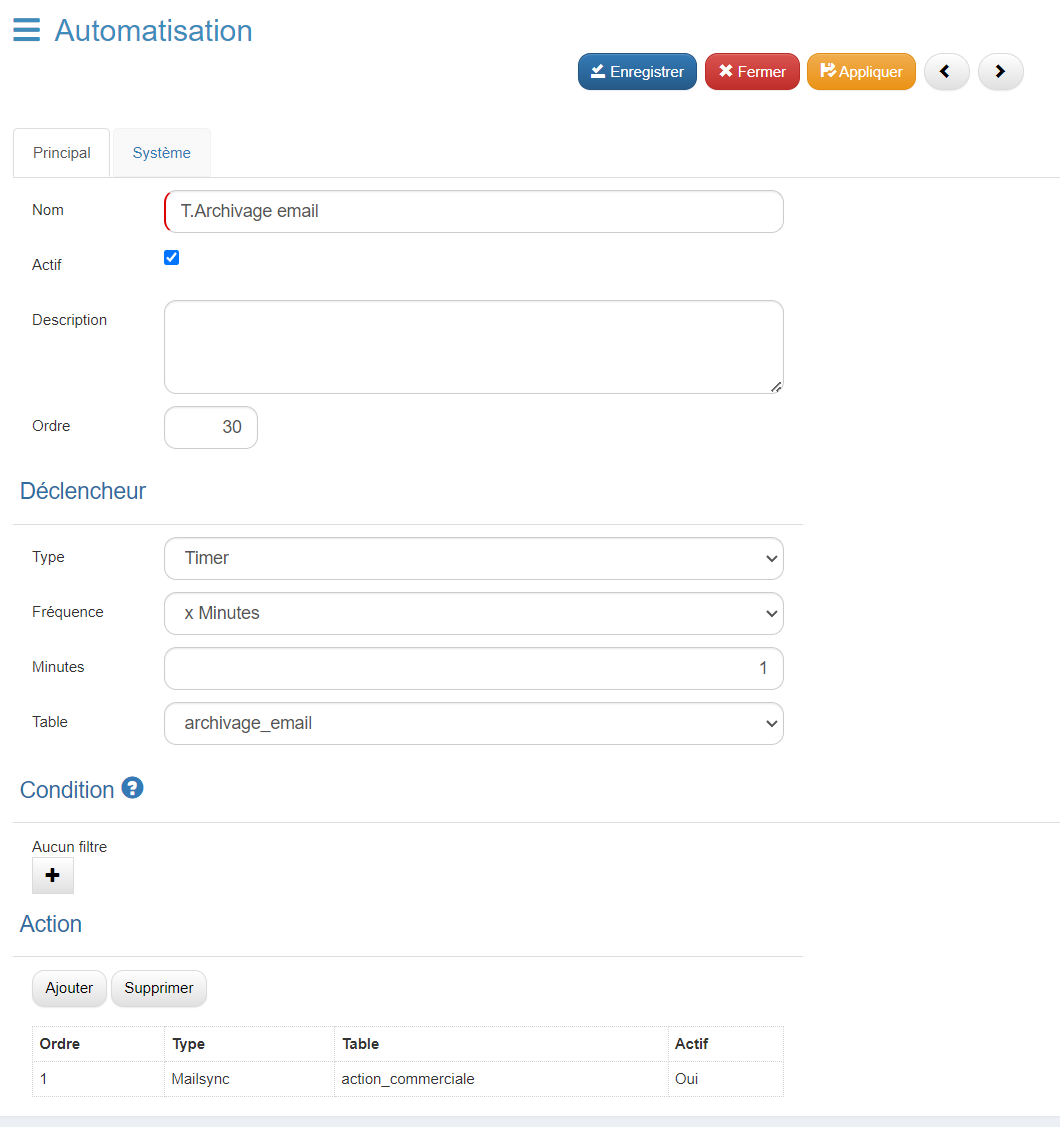 Automatisation
Enregistrer Fermer Appliquer
Principal Système
Nom T.Archivage email
Actif
Description
Ordre 30
Déclencheur
Type Timer
Fréquence x Minutes
Minutes 1
Table archivage_email
Condition ?
Aucun filtre
+
Action
Ajouter Supprimer
Ordre Type Table Actif
1 Mailsync action_commerciale Oui